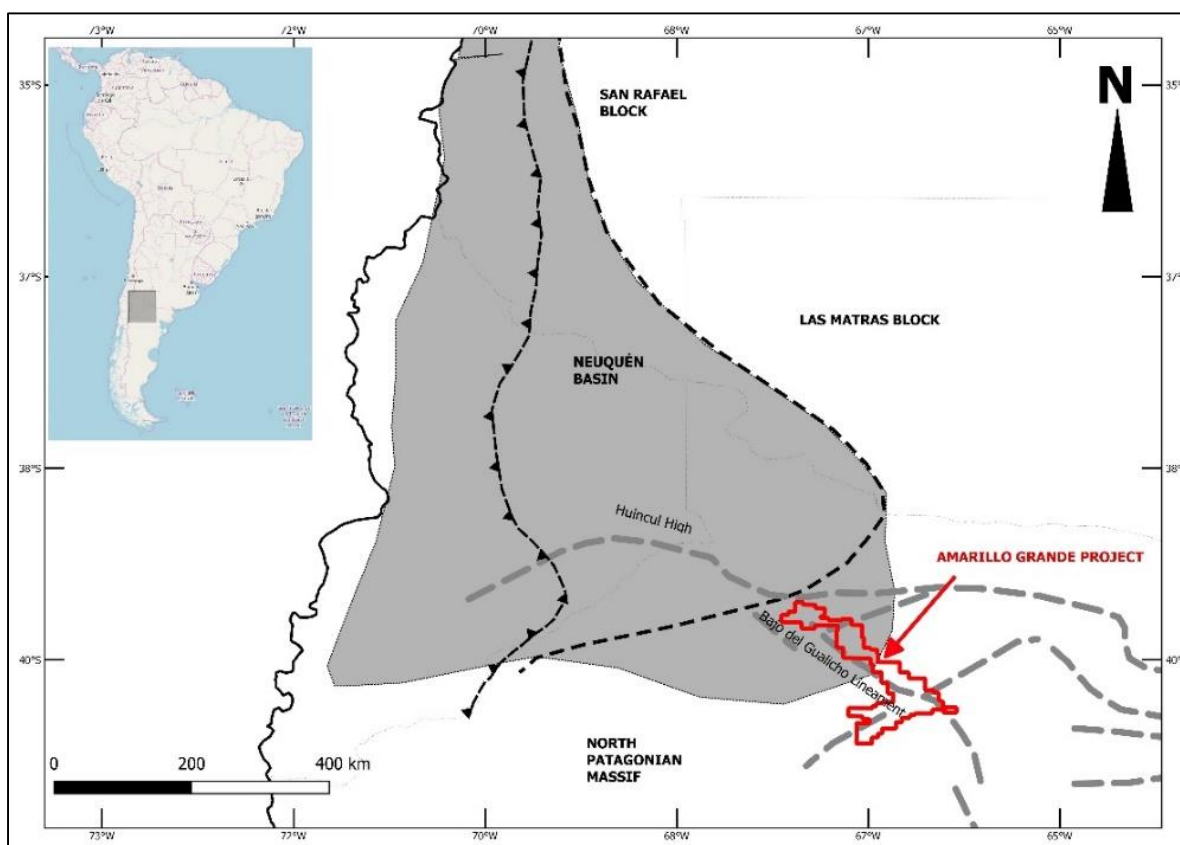 73°W 72°W 70°W 68°W 67°W 65°W
35°S 35°S
SAN RAFAEL
BLOCK
N
37°S 37°S
LAS MATRAS BLOCK
NEUQUÉN
BASIN
38°S 38°S
Huincul High
AMARILLO GRANDE PROJECT
Bajo del Gualicho Lineament
40°S 40°S
NORTH
PATAGONIAN
MASSIF
0 200 400 km
73°W 72°W 70°W 68°W 67°W 65°W